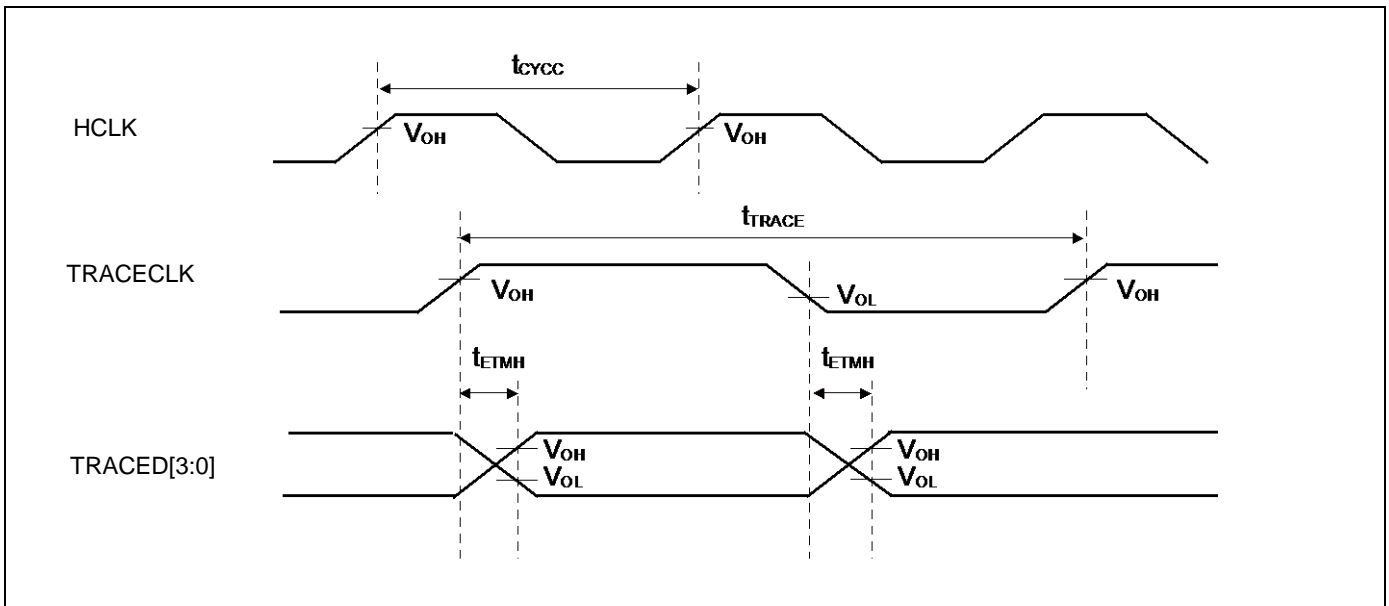 tCYCC
HCLK
VOH VOH
tTRACE
TRACECLK
VOH VOL VOH
tETMH tETMH
TRACED[3:0]
VOH VOH
VOL VOL